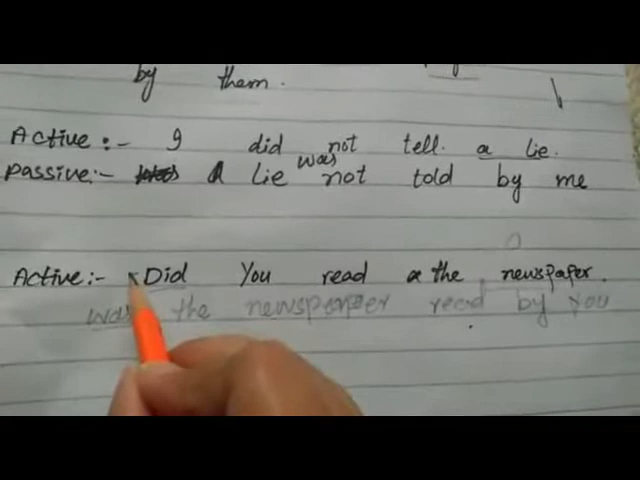 by them.
Active :- I did not tell. a lie.
Passive:- A lie was not told by me
Active:- Did You read a the newspaper.
was the newspaper read by You